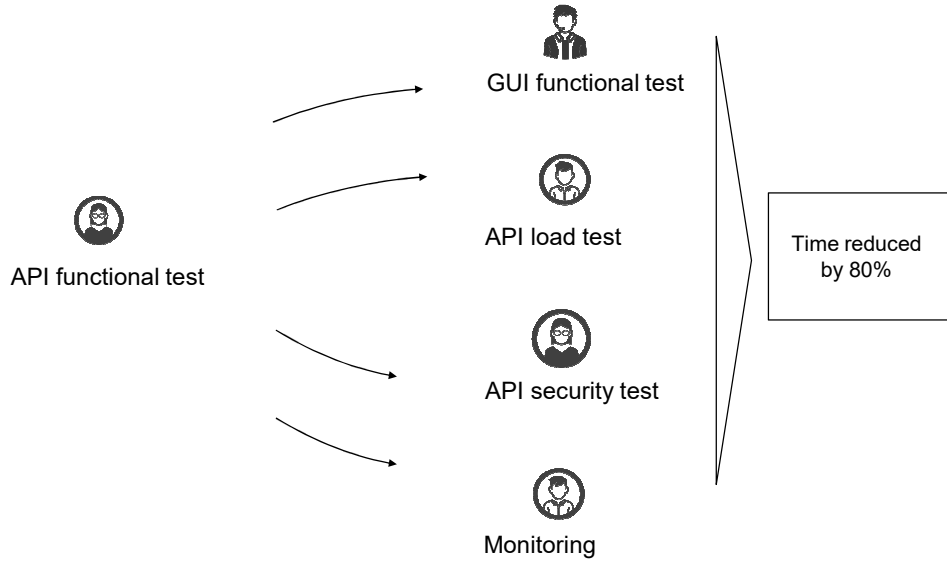 API functional test
GUI functional test
API load test
API security test
Monitoring
Time reduced
by 80%